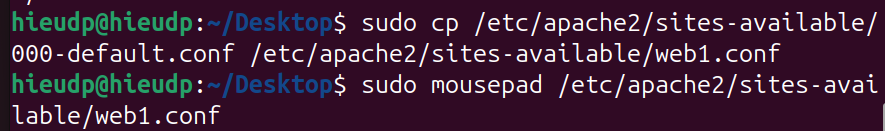 hieudp@hieudp:~/Desktop$ sudo cp /etc/apache2/sites-available/
000-default.conf /etc/apache2/sites-available/web1.conf
hieudp@hieudp:~/Desktop$ sudo mousepad /etc/apache2/sites-avai
lable/web1.conf